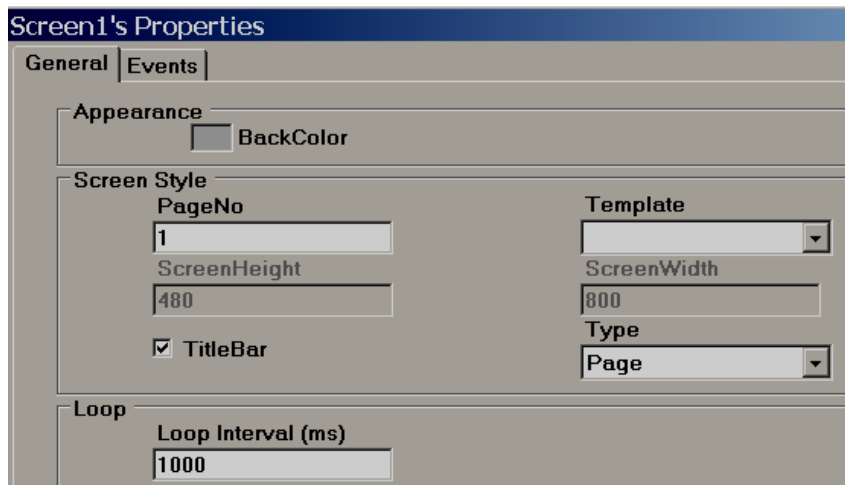 Screen1's Properties
General Events
Appearance
BackColor
Screen Style
PageNo Template
1
ScreenHeight ScreenWidth
480 800
TitleBar Type
Page
Loop
Loop Interval (ms)
1000